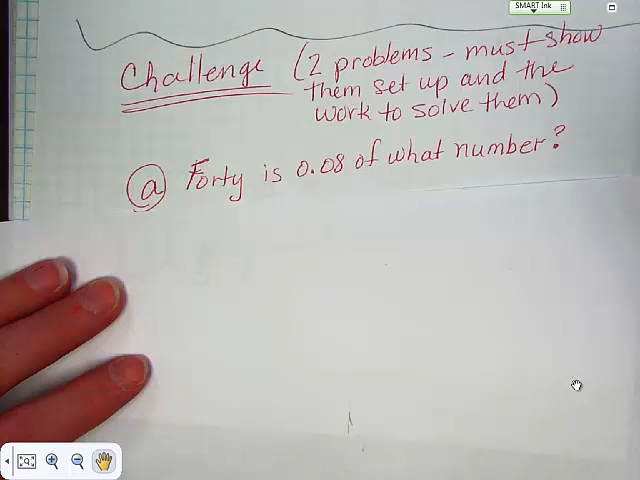 SMART Ink
Challenge (2 problems - must show
them set up and the
work to solve them)
a Forty is 0.08 of what number?